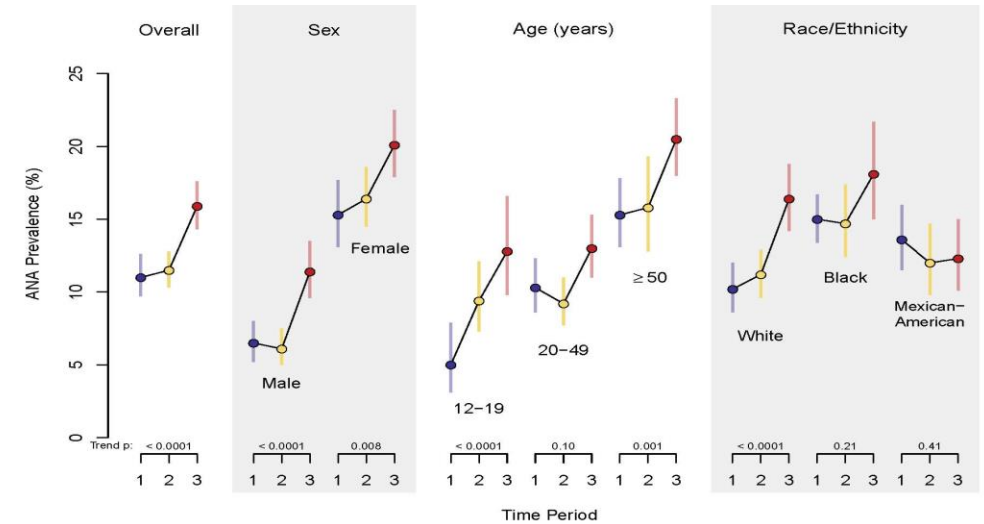 Overall
Sex
Age (years)
Race/Ethnicity
ANA Prevalence (%)
25
20
15
10
5
0
Male
Female
12−19
20−49
≥ 50
White
Black
Mexican−
American
Trend p: < 0.0001 < 0.0001 0.008 < 0.0001 0.10 0.001 < 0.0001 0.21 0.41
1 2 3 1 2 3 1 2 3 1 2 3 1 2 3 1 2 3 1 2 3 1 2 3 1 2 3
Time Period